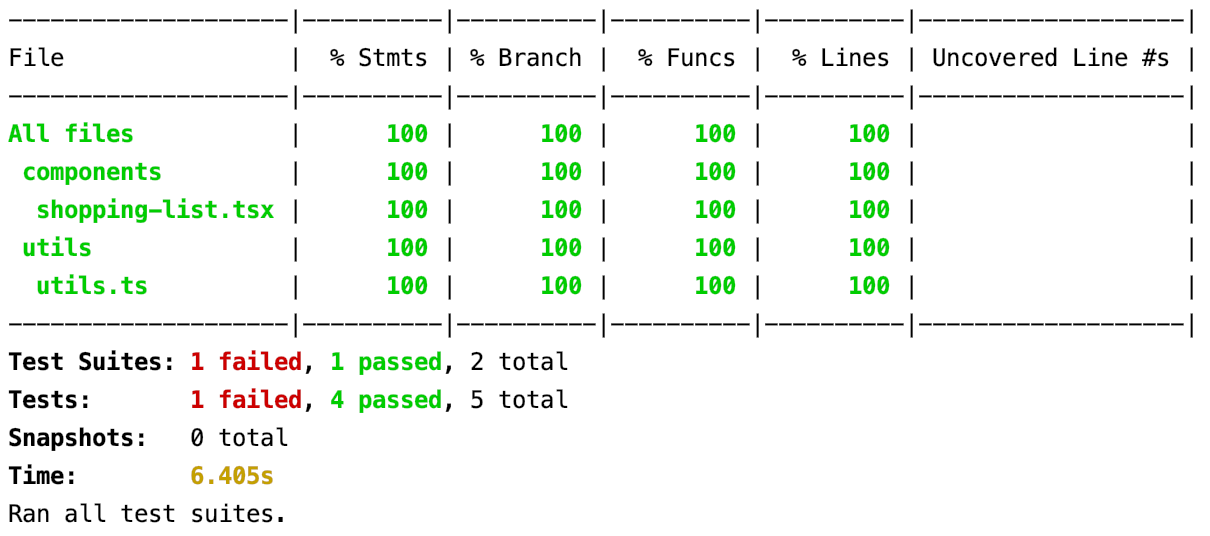 ---------------------|----------|----------|----------|----------|-------------------|
File                 |  % Stmts | % Branch |  % Funcs |  % Lines | Uncovered Line #s |
---------------------|----------|----------|----------|----------|-------------------|
All files            |      100 |      100 |      100 |      100 |                   |
 components          |      100 |      100 |      100 |      100 |                   |
  shopping-list.tsx  |      100 |      100 |      100 |      100 |                   |
 utils               |      100 |      100 |      100 |      100 |                   |
  utils.ts           |      100 |      100 |      100 |      100 |                   |
---------------------|----------|----------|----------|----------|-------------------|
Test Suites: 1 failed, 1 passed, 2 total
Tests:       1 failed, 4 passed, 5 total
Snapshots:   0 total
Time:        6.405s
Ran all test suites.